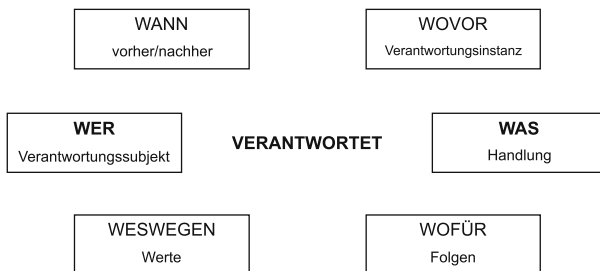 WANN
vorher/nachher
WOVOR
Verantwortungsinstanz
WER
Verantwortungssubjekt
VERANTWORTET
WAS
Handlung
WESWEGEN
Werte
WOFÜR
Folgen